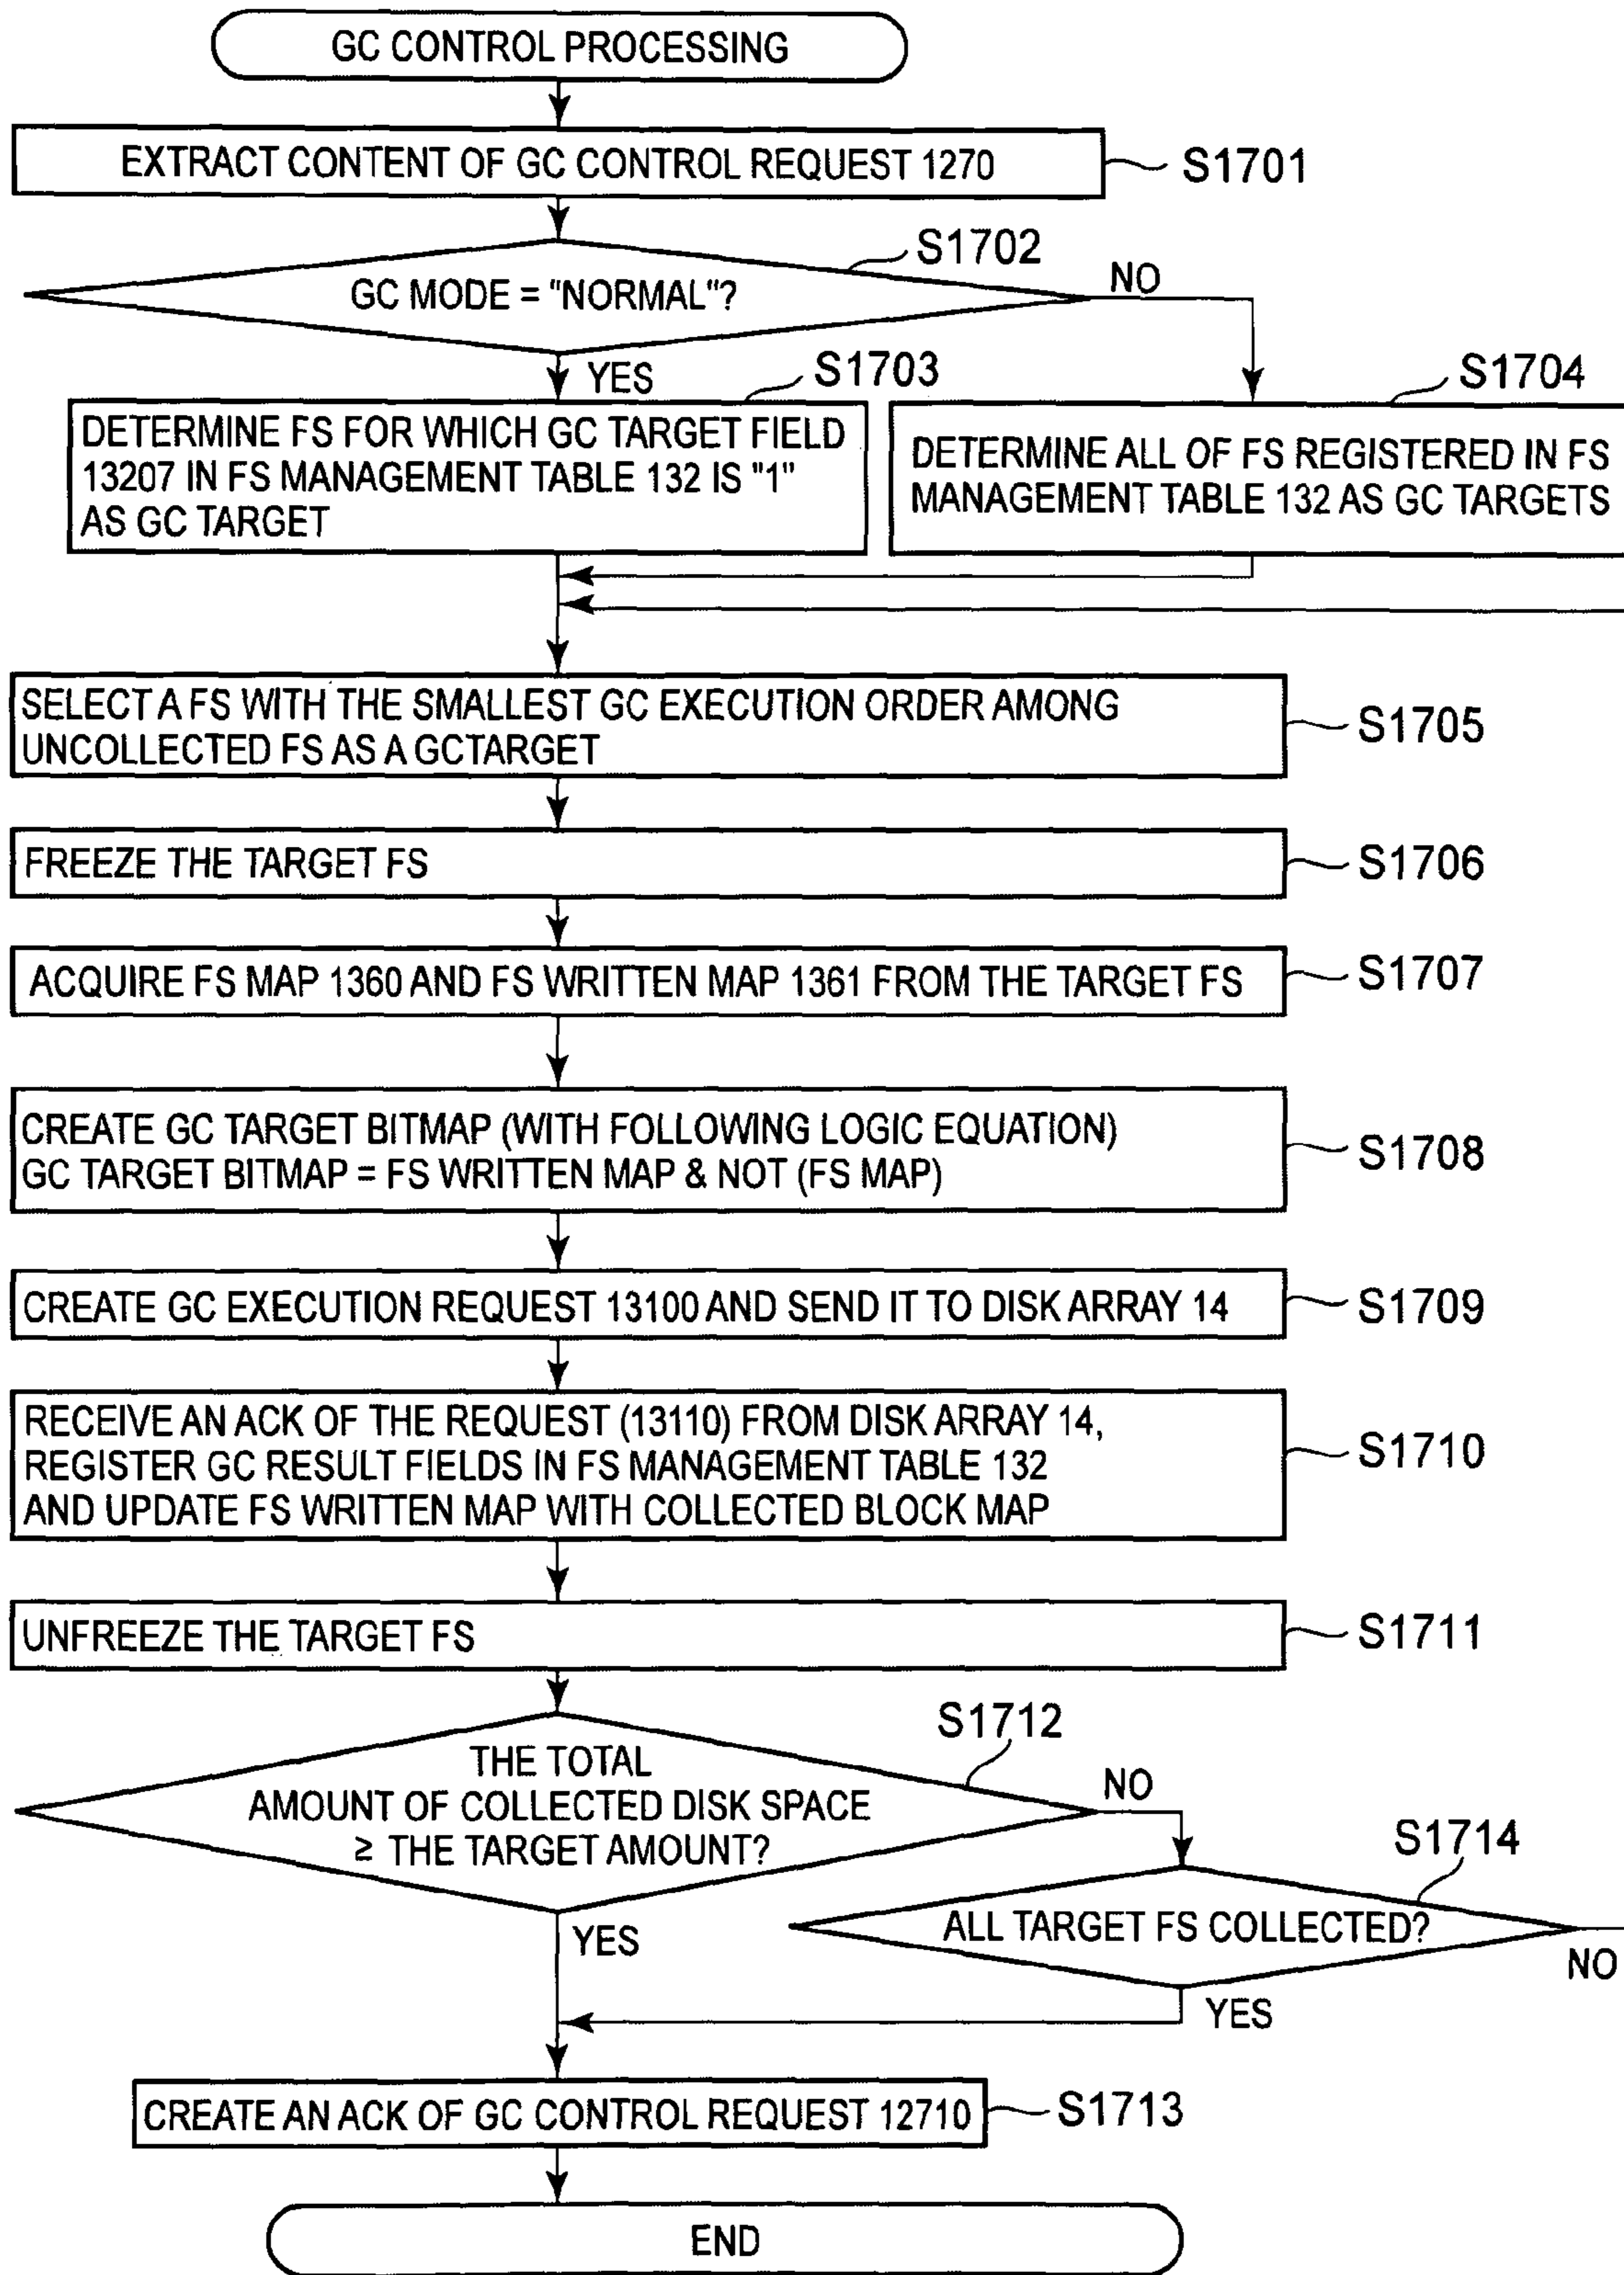 GC CONTROL PROCESSING
EXTRACT CONTENT OF GC CONTROL REQUEST 1270
S1701
S1702
GC MODE = "NORMAL"?
NO
YES
S1703
S1704
DETERMINE FS FOR WHICH GC TARGET FIELD
13207 IN FS MANAGEMENT TABLE 132 IS "1"
AS GC TARGET
DETERMINE ALL OF FS REGISTERED IN FS
MANAGEMENT TABLE 132 AS GC TARGETS
SELECT A FS WITH THE SMALLEST GC EXECUTION ORDER AMONG
UNCOLLECTED FS AS A GCTARGET
S1705
FREEZE THE TARGET FS
S1706
ACQUIRE FS MAP 1360 AND FS WRITTEN MAP 1361 FROM THE TARGET FS
S1707
CREATE GC TARGET BITMAP (WITH FOLLOWING LOGIC EQUATION)
GC TARGET BITMAP = FS WRITTEN MAP & NOT (FS MAP)
S1708
CREATE GC EXECUTION REQUEST 13100 AND SEND IT TO DISK ARRAY 14
S1709
RECEIVE AN ACK OF THE REQUEST (13110) FROM DISK ARRAY 14,
REGISTER GC RESULT FIELDS IN FS MANAGEMENT TABLE 132
AND UPDATE FS WRITTEN MAP WITH COLLECTED BLOCK MAP
S1710
UNFREEZE THE TARGET FS
S1711
S1712
THE TOTAL
AMOUNT OF COLLECTED DISK SPACE
≥ THE TARGET AMOUNT?
NO
YES
S1714
ALL TARGET FS COLLECTED?
NO
YES
CREATE AN ACK OF GC CONTROL REQUEST 12710
S1713
END